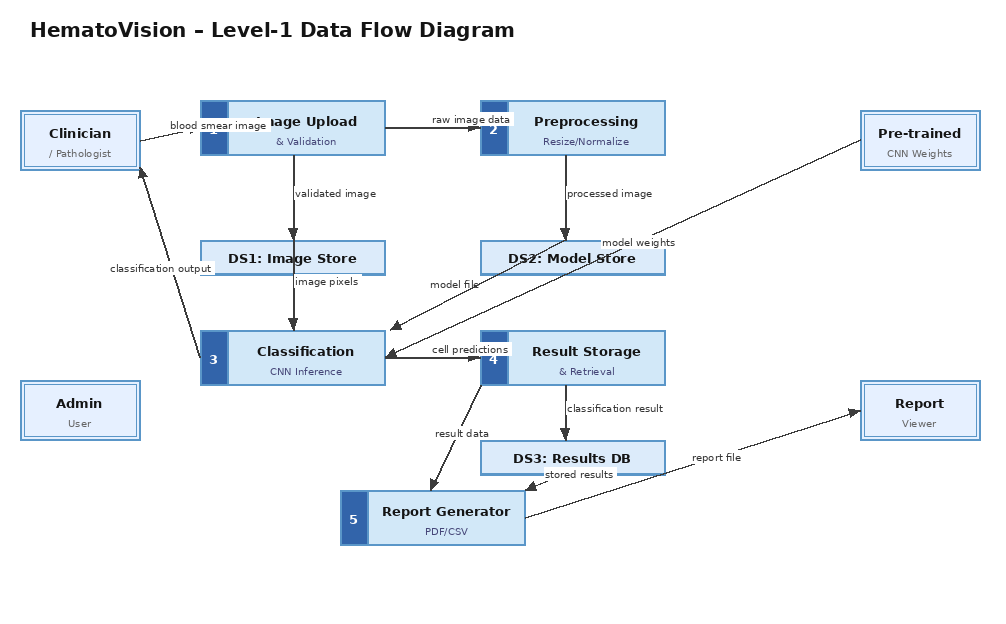 HematoVision – Level-1 Data Flow Diagram
Clinician
/ Pathologist
blood smear image
& Validation
raw image data
2
Preprocessing
Resize/Normalize
Pre-trained
CNN Weights
validated image
processed image
model weights
DS1: Image Store
DS2: Model Store
classification output
image pixels
model file
3
Classification
CNN Inference
cell predictions
4
Result Storage
& Retrieval
Admin
User
Report
Viewer
classification result
result data
DS3: Results DB
stored results
report file
5
Report Generator
PDF/CSV
Upload